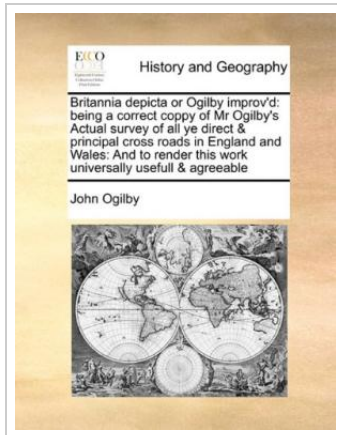 ECCO
History and Geography
Britannia depicta or Ogilby improv'd:
being a correct coppy of Mr Ogilby's
Actual survey of all ye direct &
principal cross roads in England and
Wales: And to render this work
universally usefull & agreeable
John Ogilby